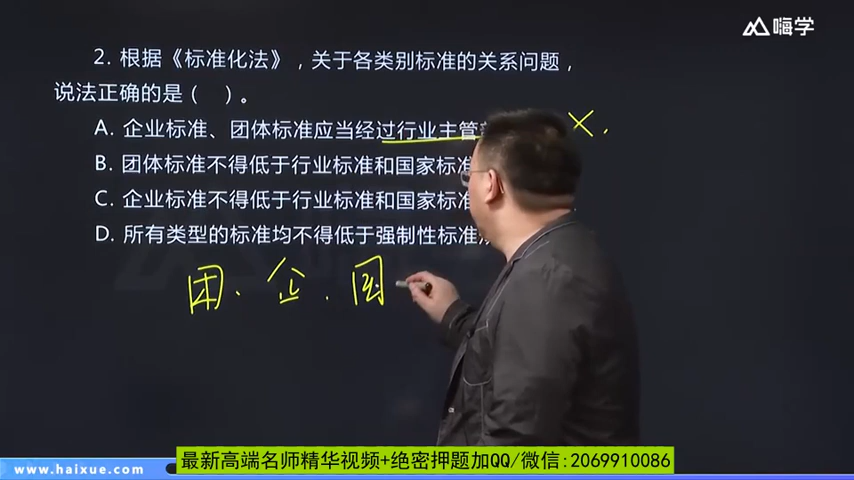 嗨学
2. 根据《标准化法》，关于各类别标准的关系问题，
说法正确的是（　）。
A. 企业标准、团体标准应当经过行业主管
×.
B. 团体标准不得低于行业标准和国家标
C. 企业标准不得低于行业标准和国家标
D. 所有类型的标准均不得低于强制性标准
团.企.国
www.haixue.com
最新高端名师精华视频+绝密押题加QQ/微信:2069910086